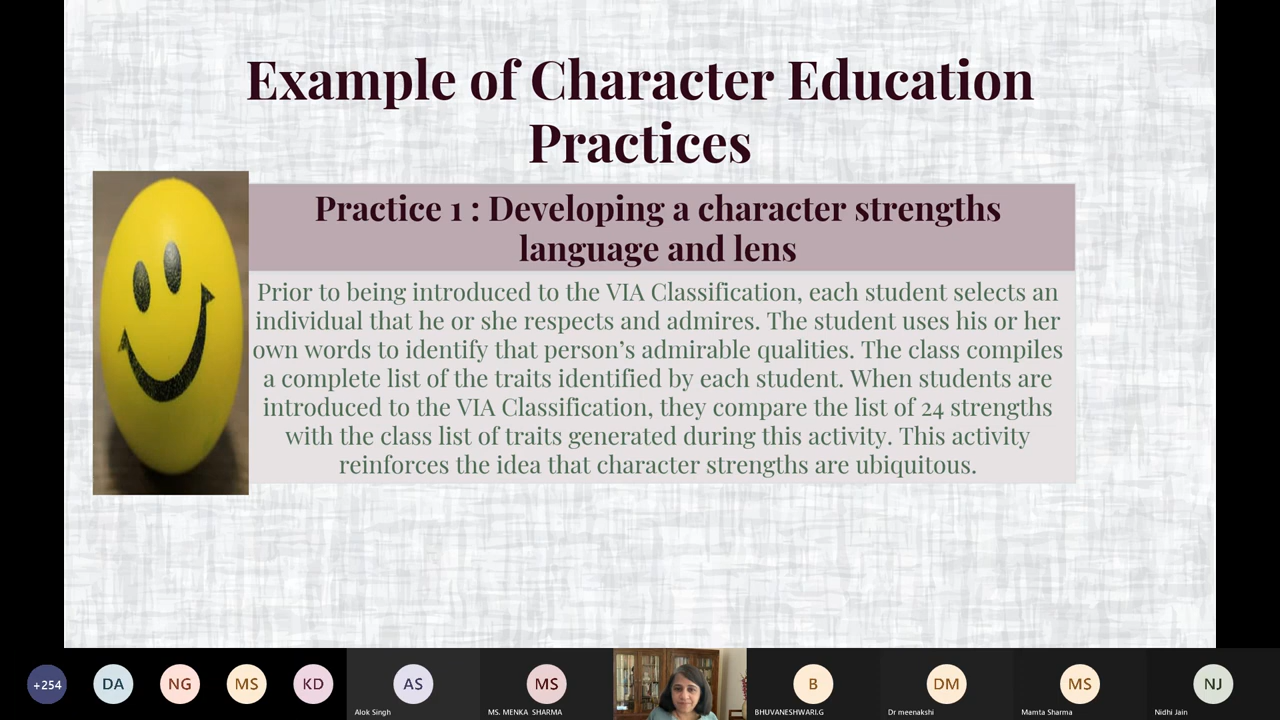 Example of Character Education
Practices
Practice 1 : Developing a character strengths
language and lens
Prior to being introduced to the VIA Classification, each student selects an
individual that he or she respects and admires. The student uses his or her
own words to identify that person's admirable qualities. The class compiles
a complete list of the traits identified by each student. When students are
introduced to the VIA Classification, they compare the list of 24 strengths
with the class list of traits generated during this activity. This activity
reinforces the idea that character strengths are ubiquitous.
+254 DA NG MS KD AS MS B DM MS NJ
Alok Singh MS. MENKA SHARMA BHUVANESHWARI.G Dr meenakshi Mamta Sharma Nidhi Jain